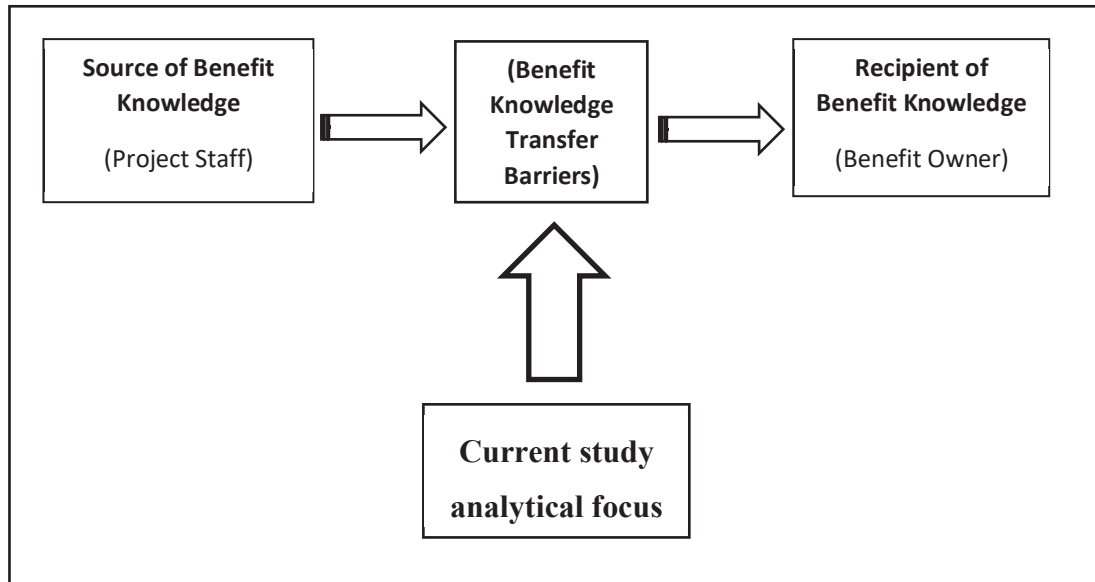 Source of Benefit
Knowledge
(Project Staff)
(Benefit
Knowledge
Transfer
Barriers)
Recipient of
Benefit Knowledge
(Benefit Owner)
Current study
analytical focus